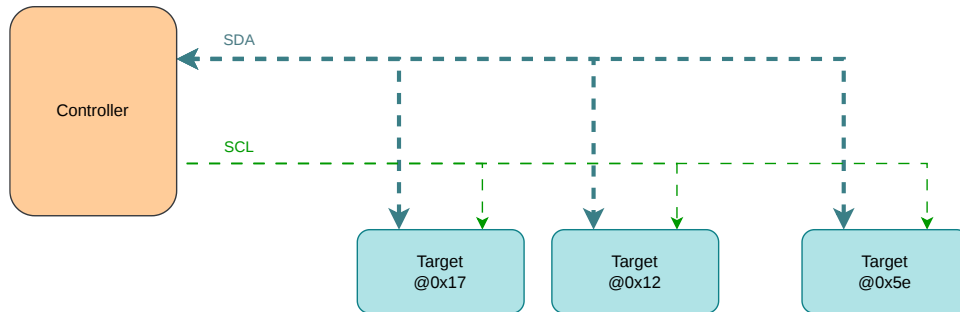 SDA
Controller
SCL
Target
@0x17
Target
@0x12
Target
@0x5e